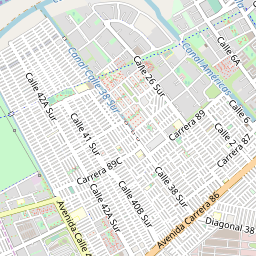 Calle 6A
Canal Américas
Canal Calle 38 Sur
Calle 26 Sur
Calle 42A Sur
Calle 41 Sur
Carrera 89
Calle 6
Calle 2
Carrera 87
Carrera 89C
Calle 38 Sur
Calle 40B Sur
Calle 42A Sur
Avenida Calle 4
Avenida Carrera 86
Diagonal 38